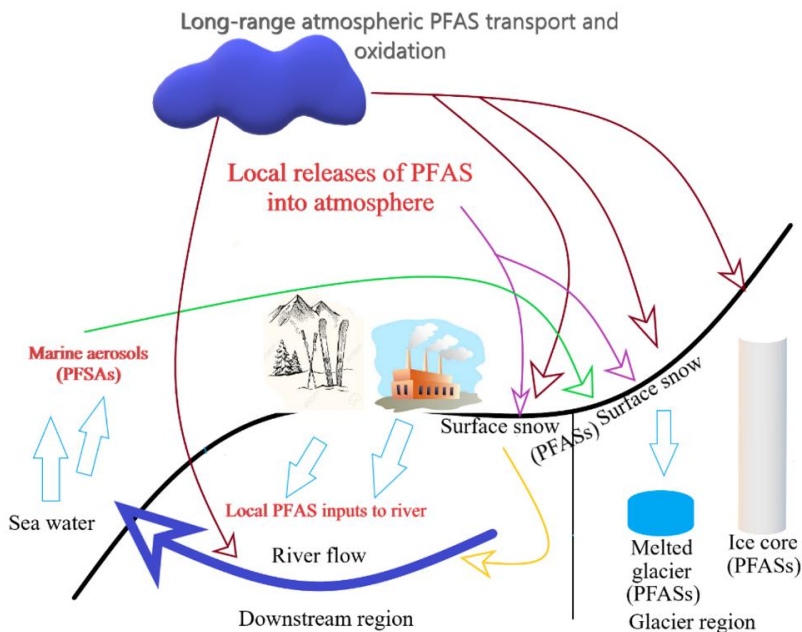 Long-range atmospheric PFAS transport and
oxidation
Local releases of PFAS
into atmosphere
Marine aerosols
(PFSAs)
Surface snow
(PFASs)
Surface snow
Sea water
Local PFAS inputs to river
River flow
Downstream region
Melted
glacier
(PFASs)
Ice core
(PFASs)
Glacier region